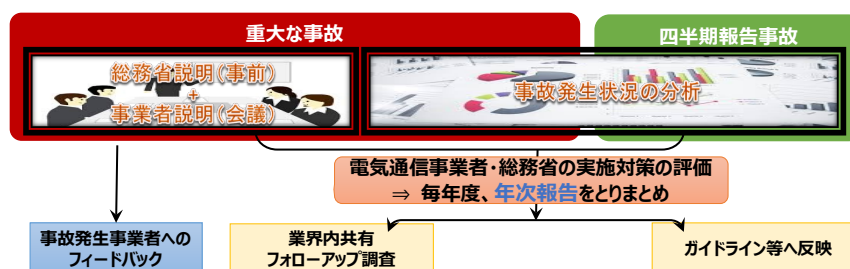 重大な事故
四半期報告事故
総務省説明(事前)
+
事業者説明(会議)
事故発生状況の分析
電気通信事業者・総務省の実施対策の評価
⇒ 毎年度、年次報告をとりまとめ
事故発生事業者への
フィードバック
業界内共有
フォローアップ調査
ガイドライン等へ反映